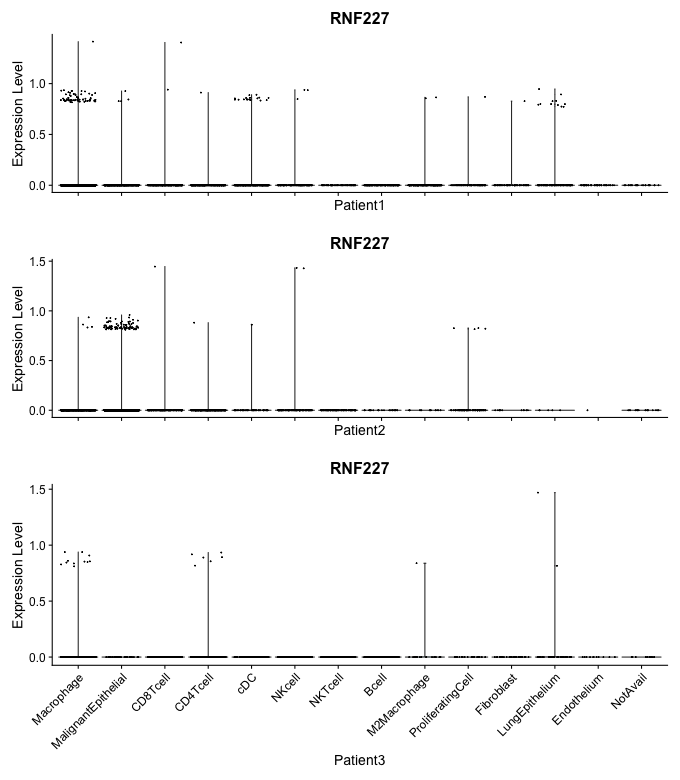 RNF227
Expression Level
1.0
0.5
0.0
Patient1
RNF227
Expression Level
1.5
1.0
0.5
0.0
Patient2
RNF227
Expression Level
1.5
1.0
0.5
0.0
Macrophage
MalignantEpithelial
CD8Tcell
CD4Tcell
cDC
NKcell
NKTcell
Bcell
M2Macrophage
ProliferatingCell
Fibroblast
LungEpithelium
Endothelium
NotAvail
Patient3